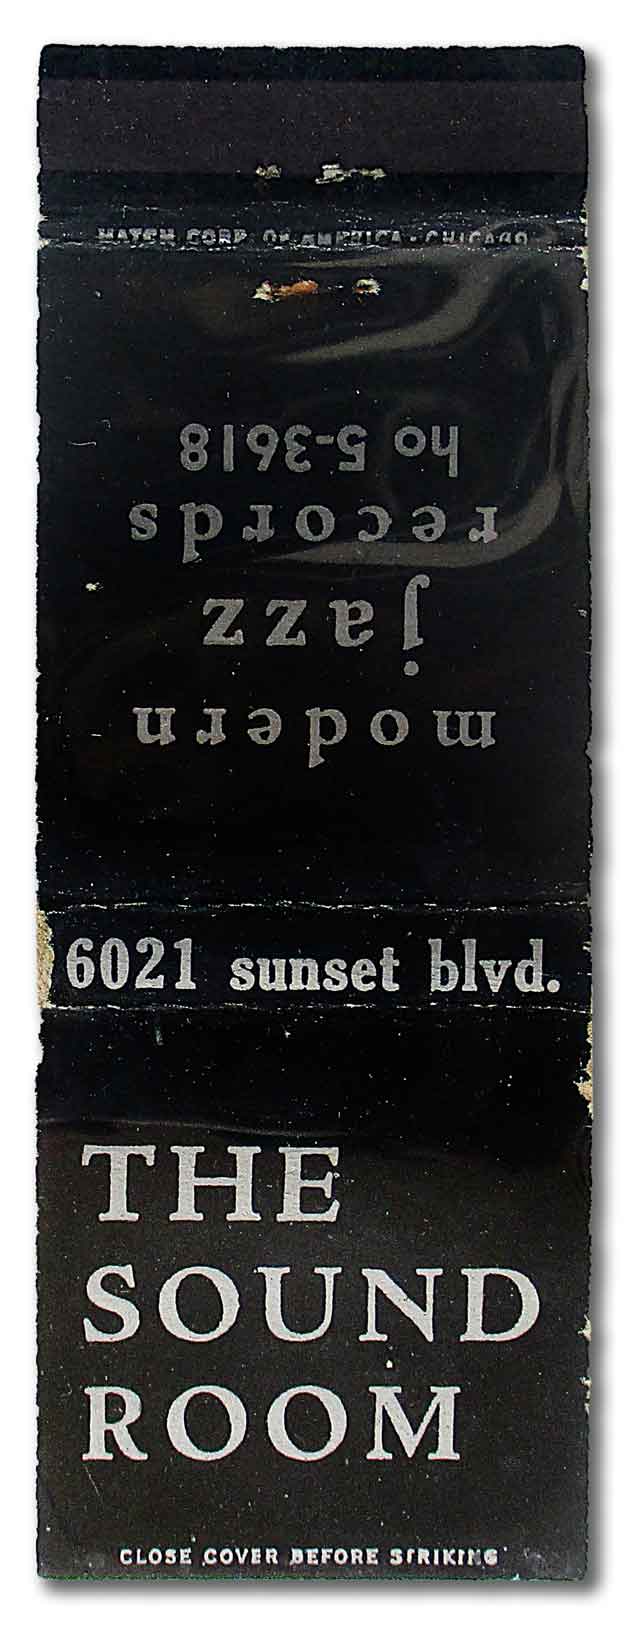 MATCH CORP. OF AMERICA - CHICAGO
modern
jazz
records
ho 5-3618
6021 sunset blvd.
THE
SOUND
ROOM
CLOSE COVER BEFORE STRIKING